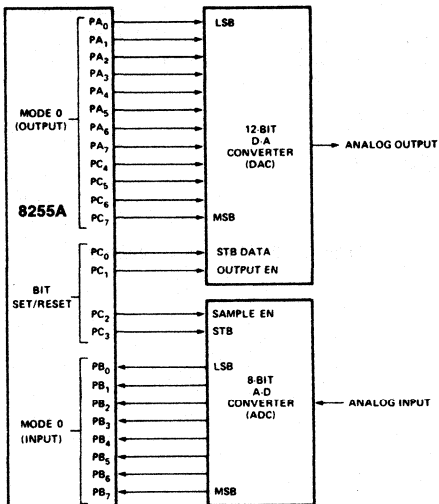 PA0
LSB
PA1
PA2
PA3
PA4
MODE 0
(OUTPUT)
PA5
PA6
PA7
PC4
PC5
PC6
PC7
MSB
12-BIT
D-A
CONVERTER
(DAC)
ANALOG OUTPUT
8255A
BIT
SET/RESET
PC0
STB DATA
PC1
OUTPUT EN
PC2
SAMPLE EN
PC3
STB
MODE 0
(INPUT)
PB0
LSB
PB1
PB2
PB3
PB4
PB5
PB6
PB7
MSB
8-BIT
A-D
CONVERTER
(ADC)
ANALOG INPUT